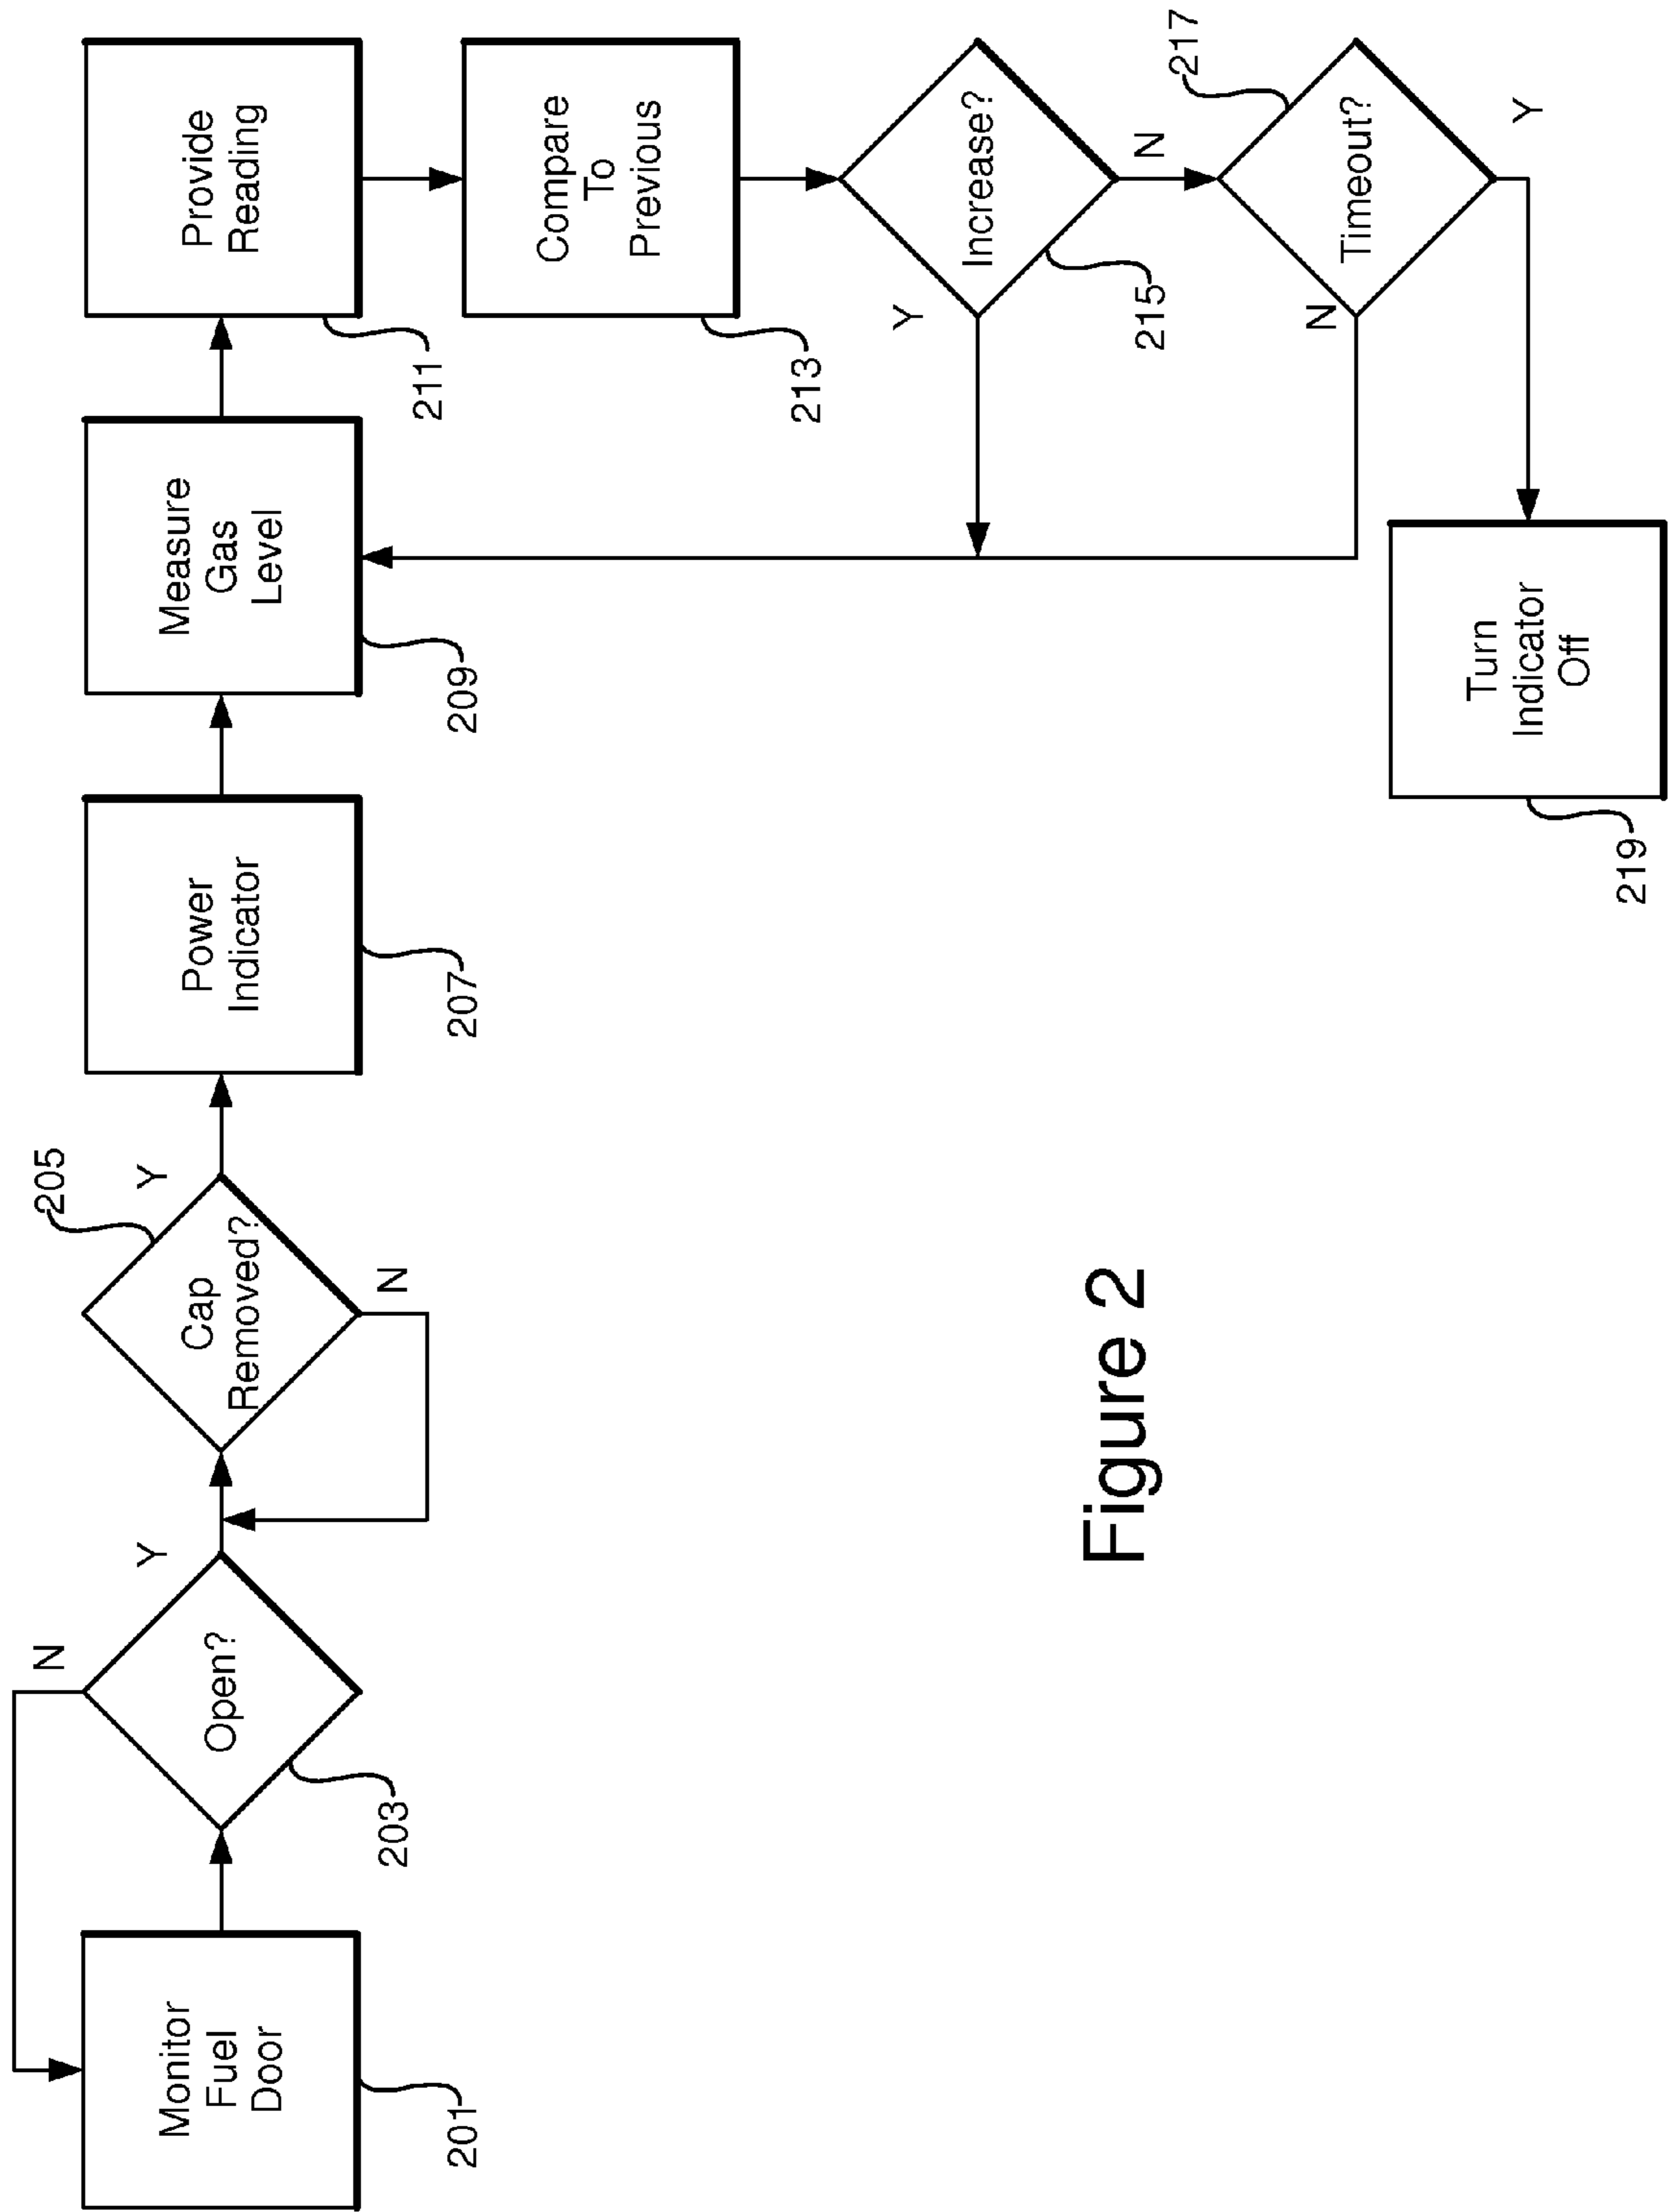 Monitor
Fuel
Door
201
Open?
N
Y
203
Cap
Removed?
Y
N
205
Power
Indicator
207
Measure
Gas
Level
209
Provide
Reading
211
Compare
To
Previous
213
Increase?
Y
N
215
Timeout?
N
Y
217
Turn
Indicator
Off
219
Figure 2